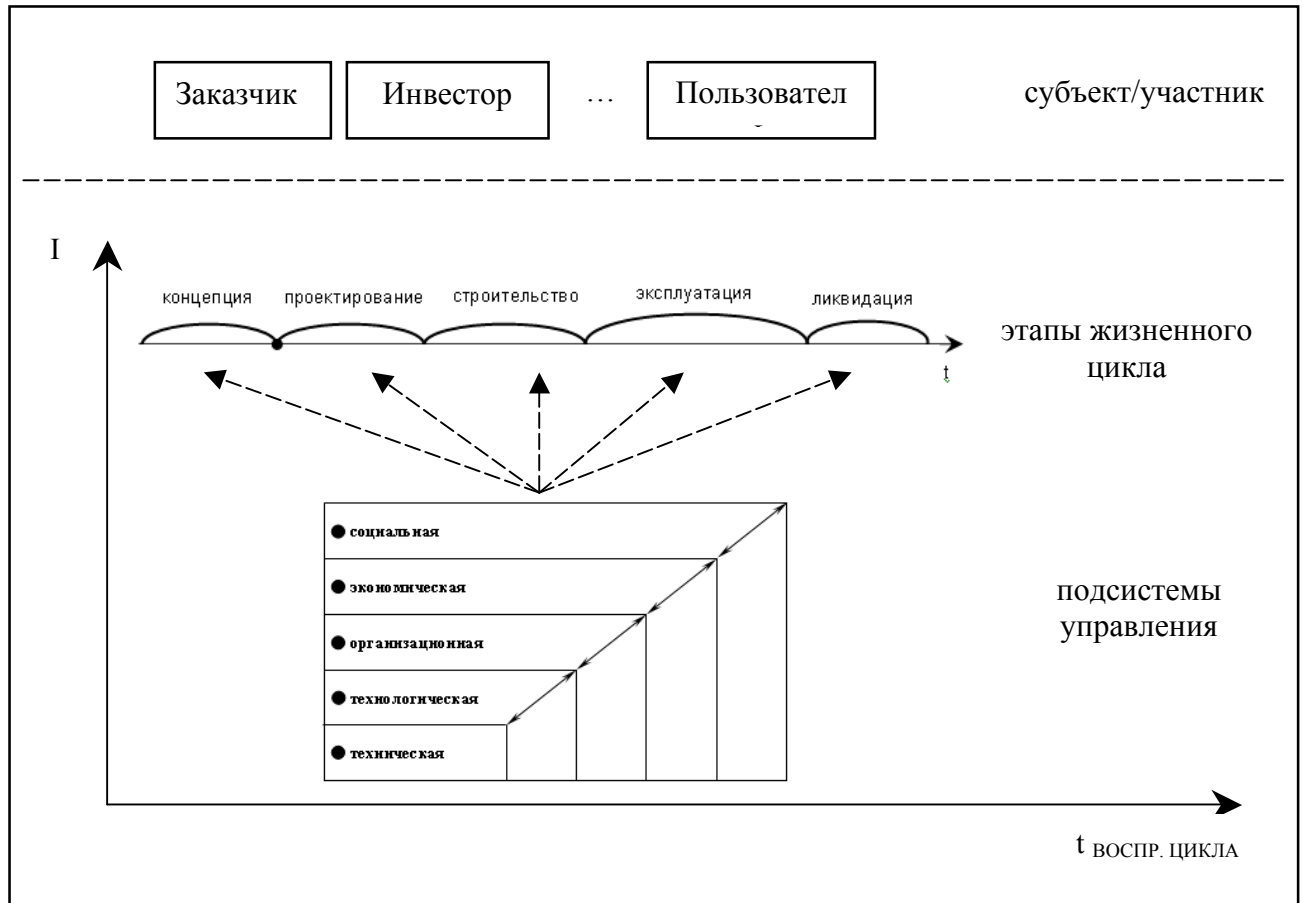 Заказчик Инвестор … Пользовател субъект/участник
I
концепция проектирование строительство эксплуатация ликвидация
этапы жизненного
цикла
t
социальная
экономическая
организационная
технологическая
техническая
подсистемы
управления
t ВОСПР. ЦИКЛА